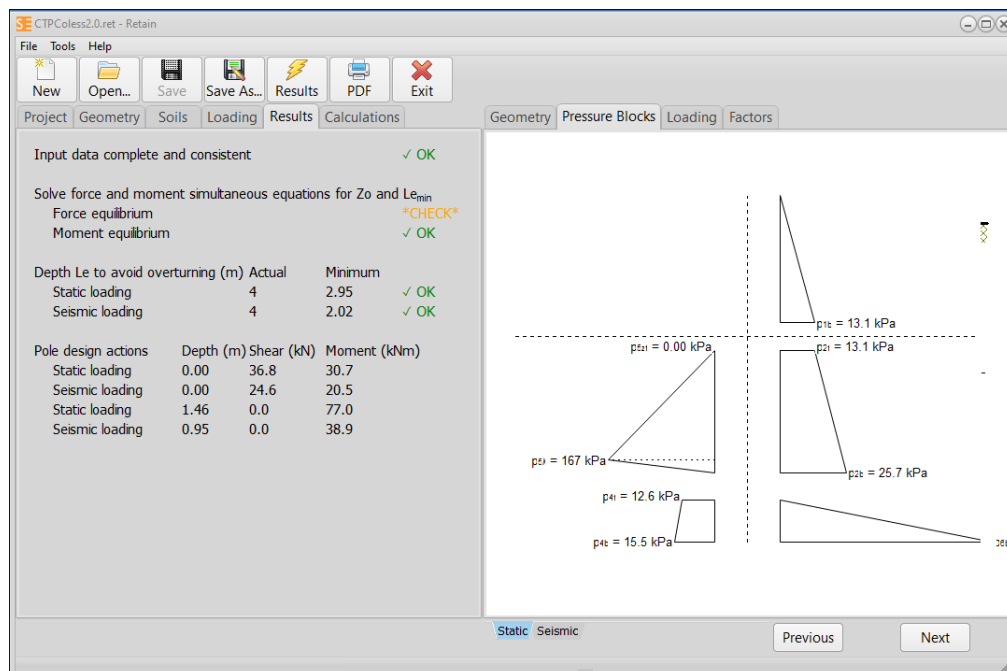 CTPColess2.0.ret - Retain
File Tools Help
New Open... Save Save As... Results PDF Exit
Project Geometry Soils Loading Results Calculations
Geometry Pressure Blocks Loading Factors
Input data complete and consistent ✓ OK
Solve force and moment simultaneous equations for Zo and Lemin
Force equilibrium *CHECK*
Moment equilibrium ✓ OK
Depth Le to avoid overturning (m) Actual Minimum
Static loading 4 2.95 ✓ OK
Seismic loading 4 2.02 ✓ OK
Pole design actions Depth (m) Shear (kN) Moment (kNm)
Static loading 0.00 36.8 30.7
Seismic loading 0.00 24.6 20.5
Static loading 1.46 0.0 77.0
Seismic loading 0.95 0.0 38.9
p1b = 13.1 kPa
p5z1 = 0.00 kPa
p2t = 13.1 kPa
= 167 kPa
p2b = 25.7 kPa
p4t = 12.6 kPa
p4b = 15.5 kPa
Static Seismic
Previous Next